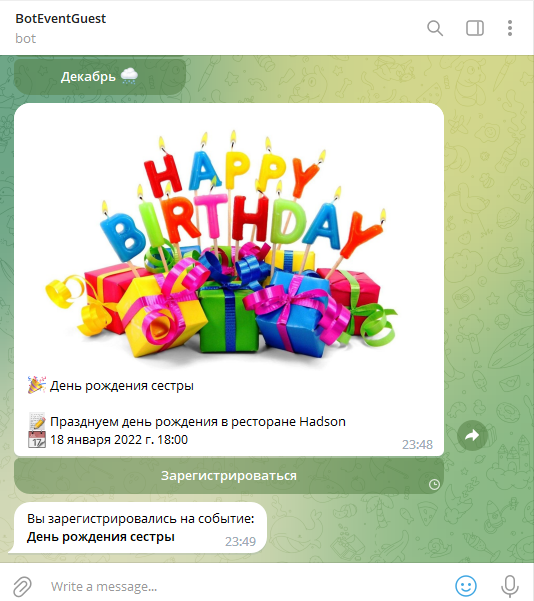 BotEventGuest
bot
Декабрь
HAPPY
BIRTHDAY
День рождения сестры
Празднуем день рождения в ресторане Hadson
18 января 2022 г. 18:00
23:48
Зарегистрироваться
Вы зарегистрировались на событие:
День рождения сестры
23:49
Write a message...